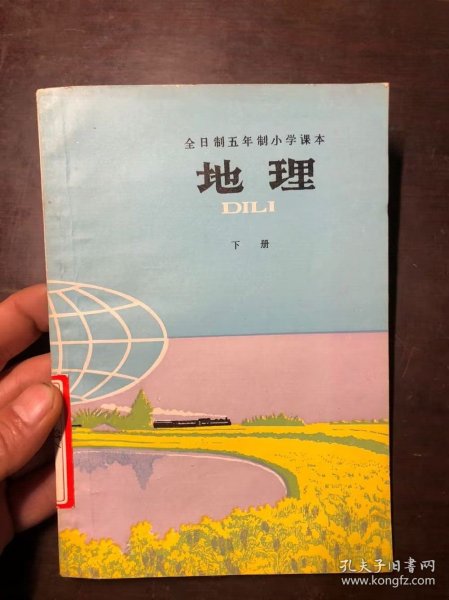 全日制五年制小学课本
地理
DILI
下册
孔夫子旧书网
www.kongfz.com